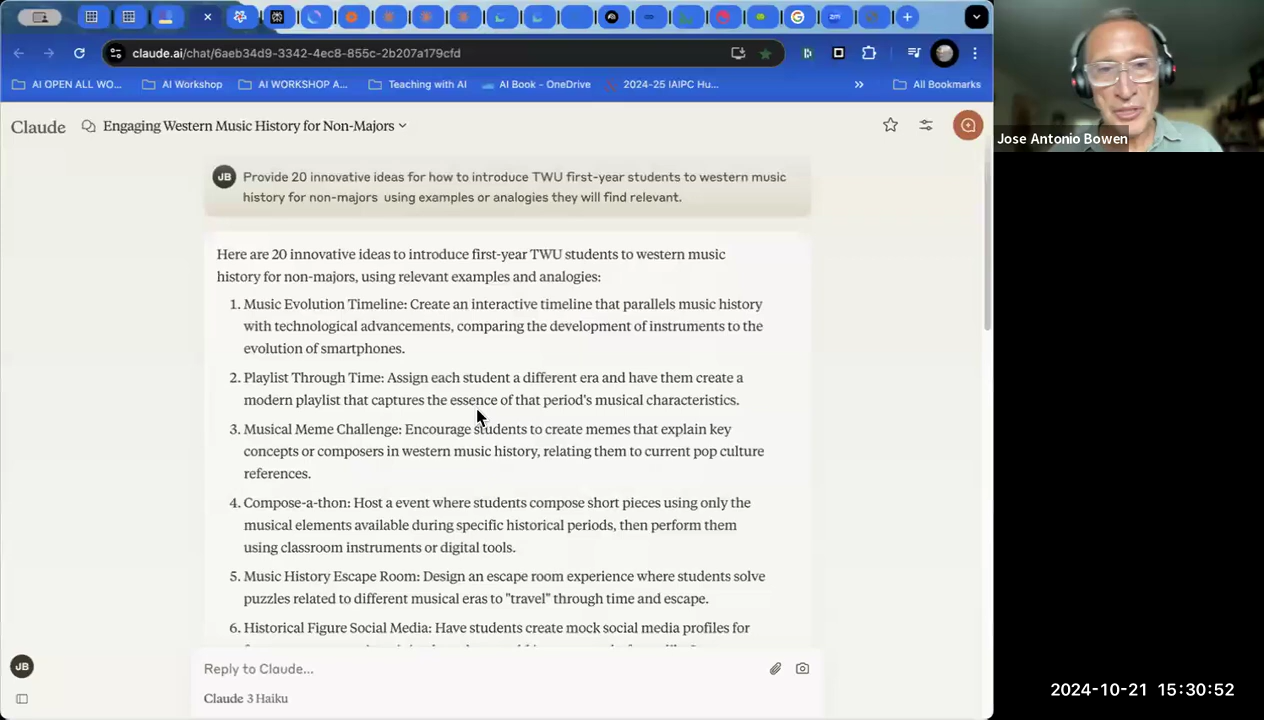 claude.ai/chat/6aeb34d9-3342-4ec8-855c-2b207a179cfd
AI OPEN ALL WO... AI Workshop AI WORKSHOP A... Teaching with AI AI Book - OneDrive 2024-25 IAIPC Hu... » All Bookmarks
Claude Engaging Western Music History for Non-Majors
Jose Antonio Bowen
JB Provide 20 innovative ideas for how to introduce TWU first-year students to western music
history for non-majors using examples or analogies they will find relevant.
Here are 20 innovative ideas to introduce first-year TWU students to western music
history for non-majors, using relevant examples and analogies:
1. Music Evolution Timeline: Create an interactive timeline that parallels music history
with technological advancements, comparing the development of instruments to the
evolution of smartphones.
2. Playlist Through Time: Assign each student a different era and have them create a
modern playlist that captures the essence of that period's musical characteristics.
3. Musical Meme Challenge: Encourage students to create memes that explain key
concepts or composers in western music history, relating them to current pop culture
references.
4. Compose-a-thon: Host a event where students compose short pieces using only the
musical elements available during specific historical periods, then perform them
using classroom instruments or digital tools.
5. Music History Escape Room: Design an escape room experience where students solve
puzzles related to different musical eras to "travel" through time and escape.
6. Historical Figure Social Media: Have students create mock social media profiles for
JB Reply to Claude...
Claude 3 Haiku
2024-10-21 15:30:52